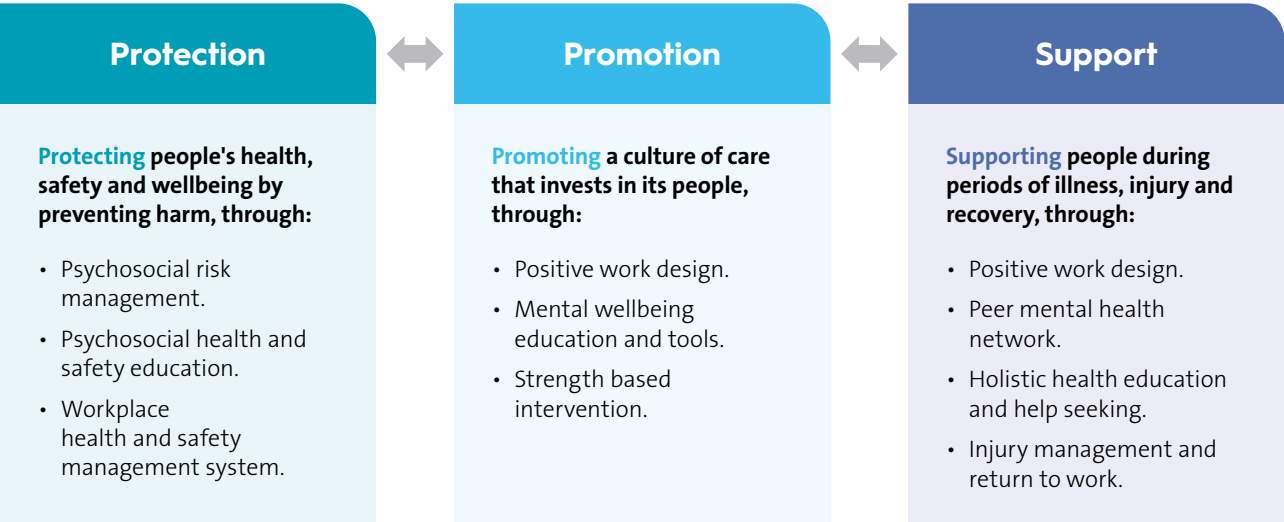 Protection
Protecting people's health,
safety and wellbeing by
preventing harm, through:
• Psychosocial risk
management.
• Psychosocial health and
safety education.
• Workplace
health and safety
management system.
Promotion
Promoting a culture of care
that invests in its people,
through:
• Positive work design.
• Mental wellbeing
education and tools.
• Strength based
intervention.
Support
Supporting people during
periods of illness, injury and
recovery, through:
• Positive work design.
• Peer mental health
network.
• Holistic health education
and help seeking.
• Injury management and
return to work.